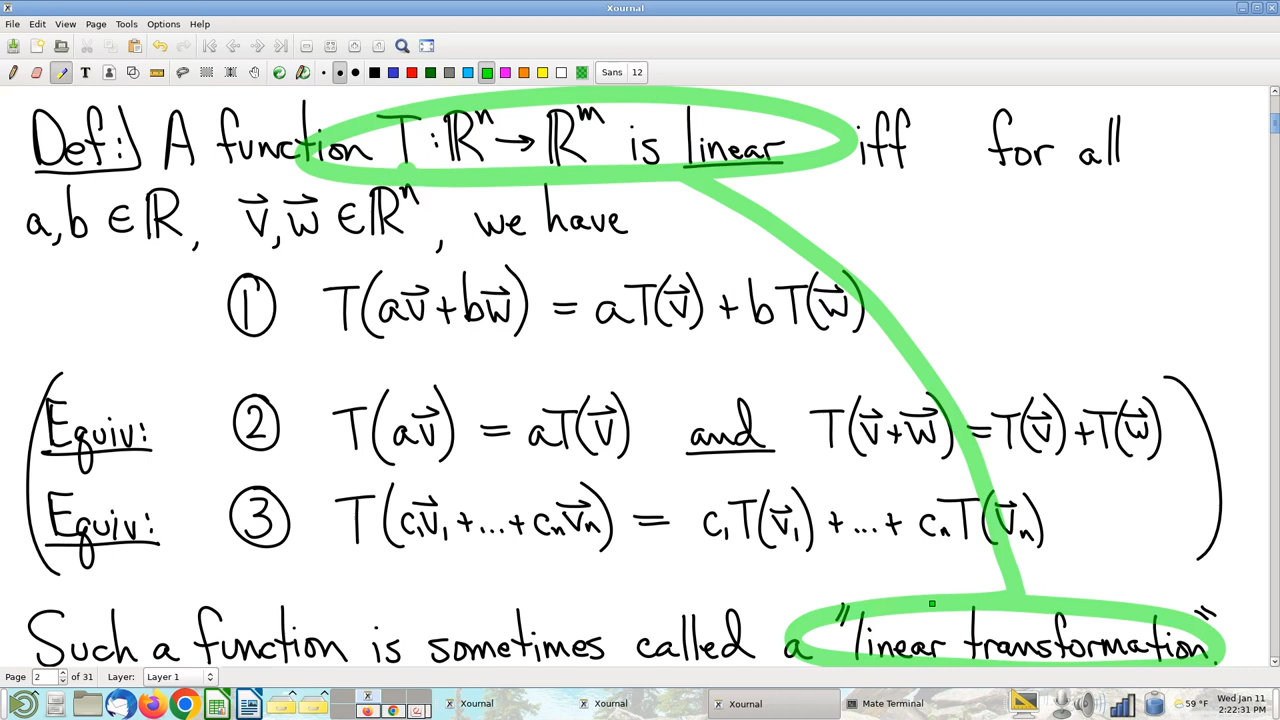 Xournal
File Edit View Page Tools Options Help
T Sans 12
Def: A function T : ℝⁿ → ℝᵐ is linear iff for all
a, b ∈ ℝ, v⃗, w⃗ ∈ ℝⁿ, we have
① T(av⃗ + bw⃗) = aT(v⃗) + bT(w⃗)
(Equiv: ② T(av⃗) = aT(v⃗) and T(v⃗+w⃗) = T(v⃗) + T(w⃗)
Equiv: ③ T(c₁v⃗₁ + ... + cₙv⃗ₙ) = c₁T(v⃗₁) + ... + cₙT(v⃗ₙ))
Such a function is sometimes called a "linear transformation".
Page 2 of 31 Layer: Layer 1
Xournal Xournal Xournal Mate Terminal 59 °F Wed Jan 11
2:22:31 PM